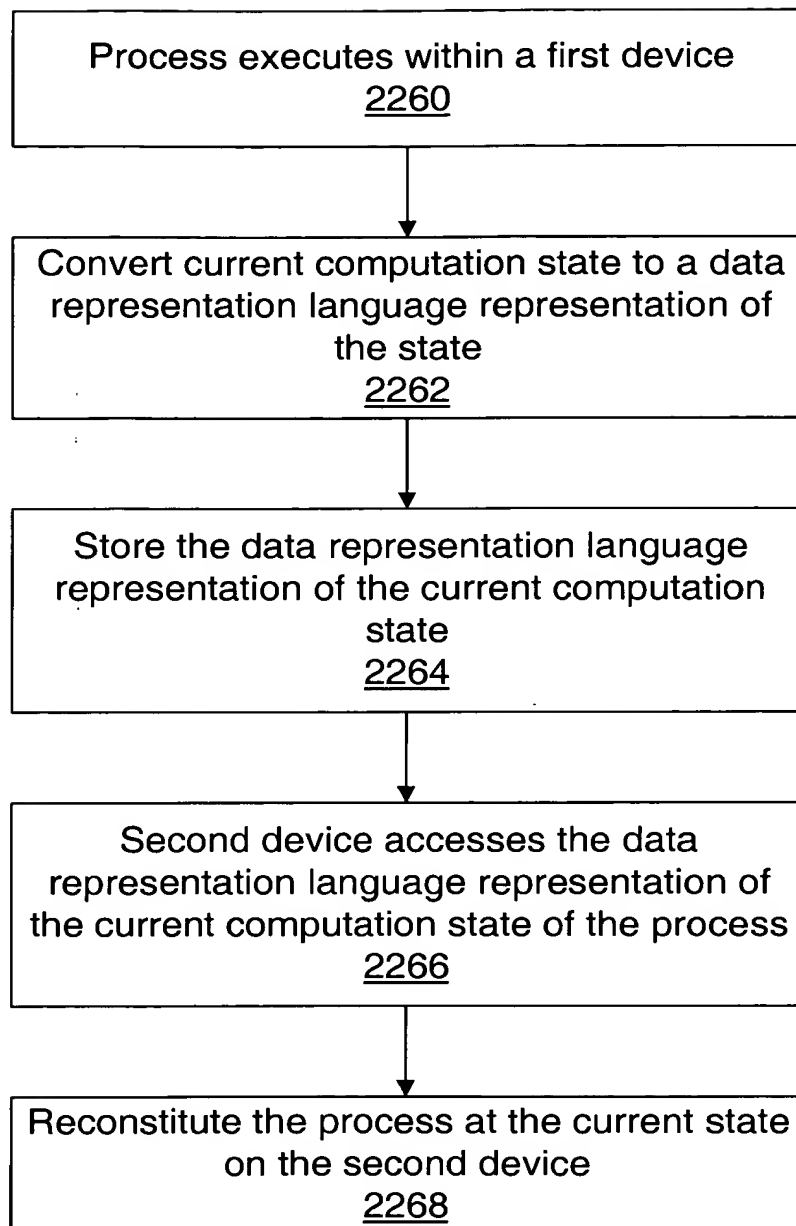 Process executes within a first device
2260
Convert current computation state to a data
representation language representation of
the state
2262
Store the data representation language
representation of the current computation
state
2264
Second device accesses the data
representation language representation of
the current computation state of the process
2266
Reconstitute the process at the current state
on the second device
2268